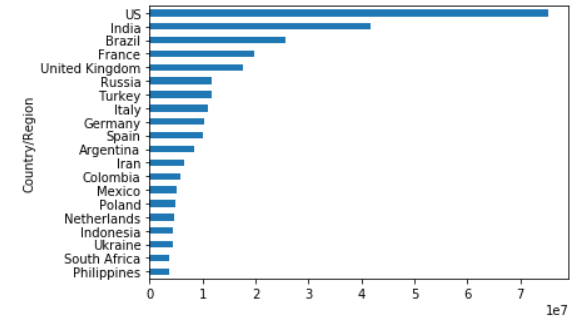 Country/Region
US
India
Brazil
France
United Kingdom
Russia
Turkey
Italy
Germany
Spain
Argentina
Iran
Colombia
Mexico
Poland
Netherlands
Indonesia
Ukraine
South Africa
Philippines
0 1 2 3 4 5 6 7
1e7